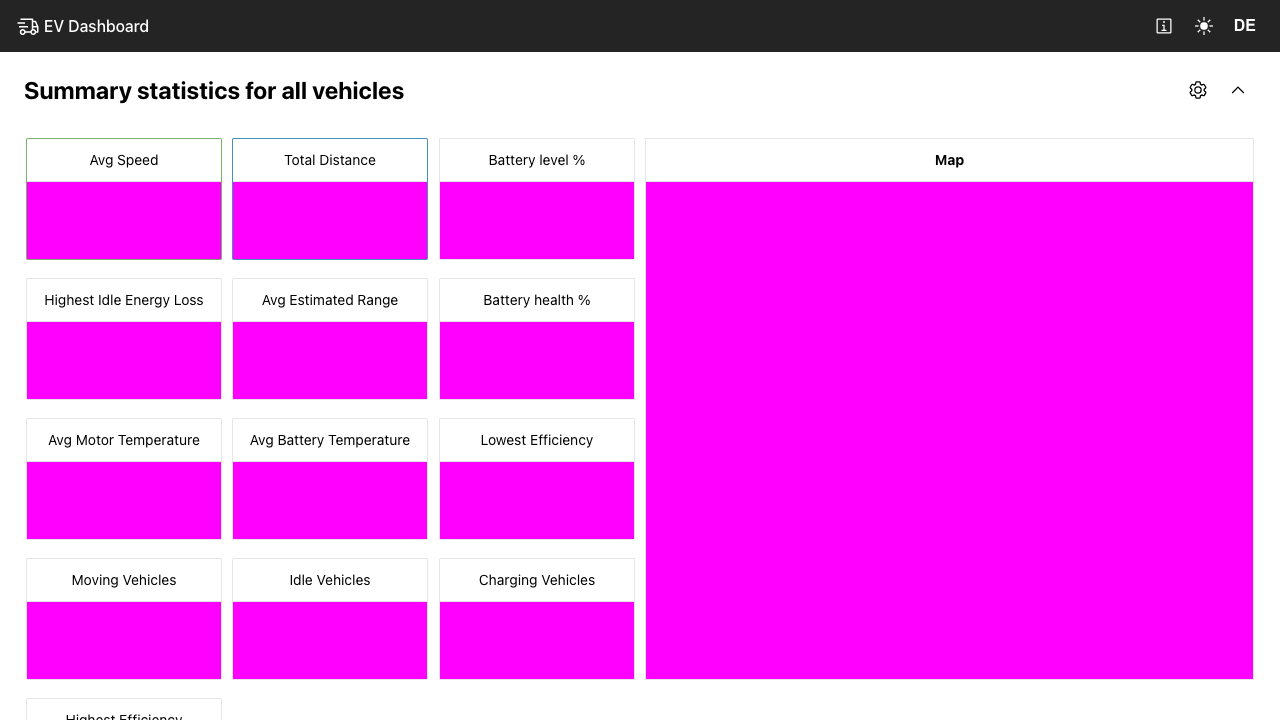 EV Dashboard
DE
Summary statistics for all vehicles
Avg Speed
Total Distance
Battery level %
Map
Highest Idle Energy Loss
Avg Estimated Range
Battery health %
Avg Motor Temperature
Avg Battery Temperature
Lowest Efficiency
Moving Vehicles
Idle Vehicles
Charging Vehicles
Highest Efficiency